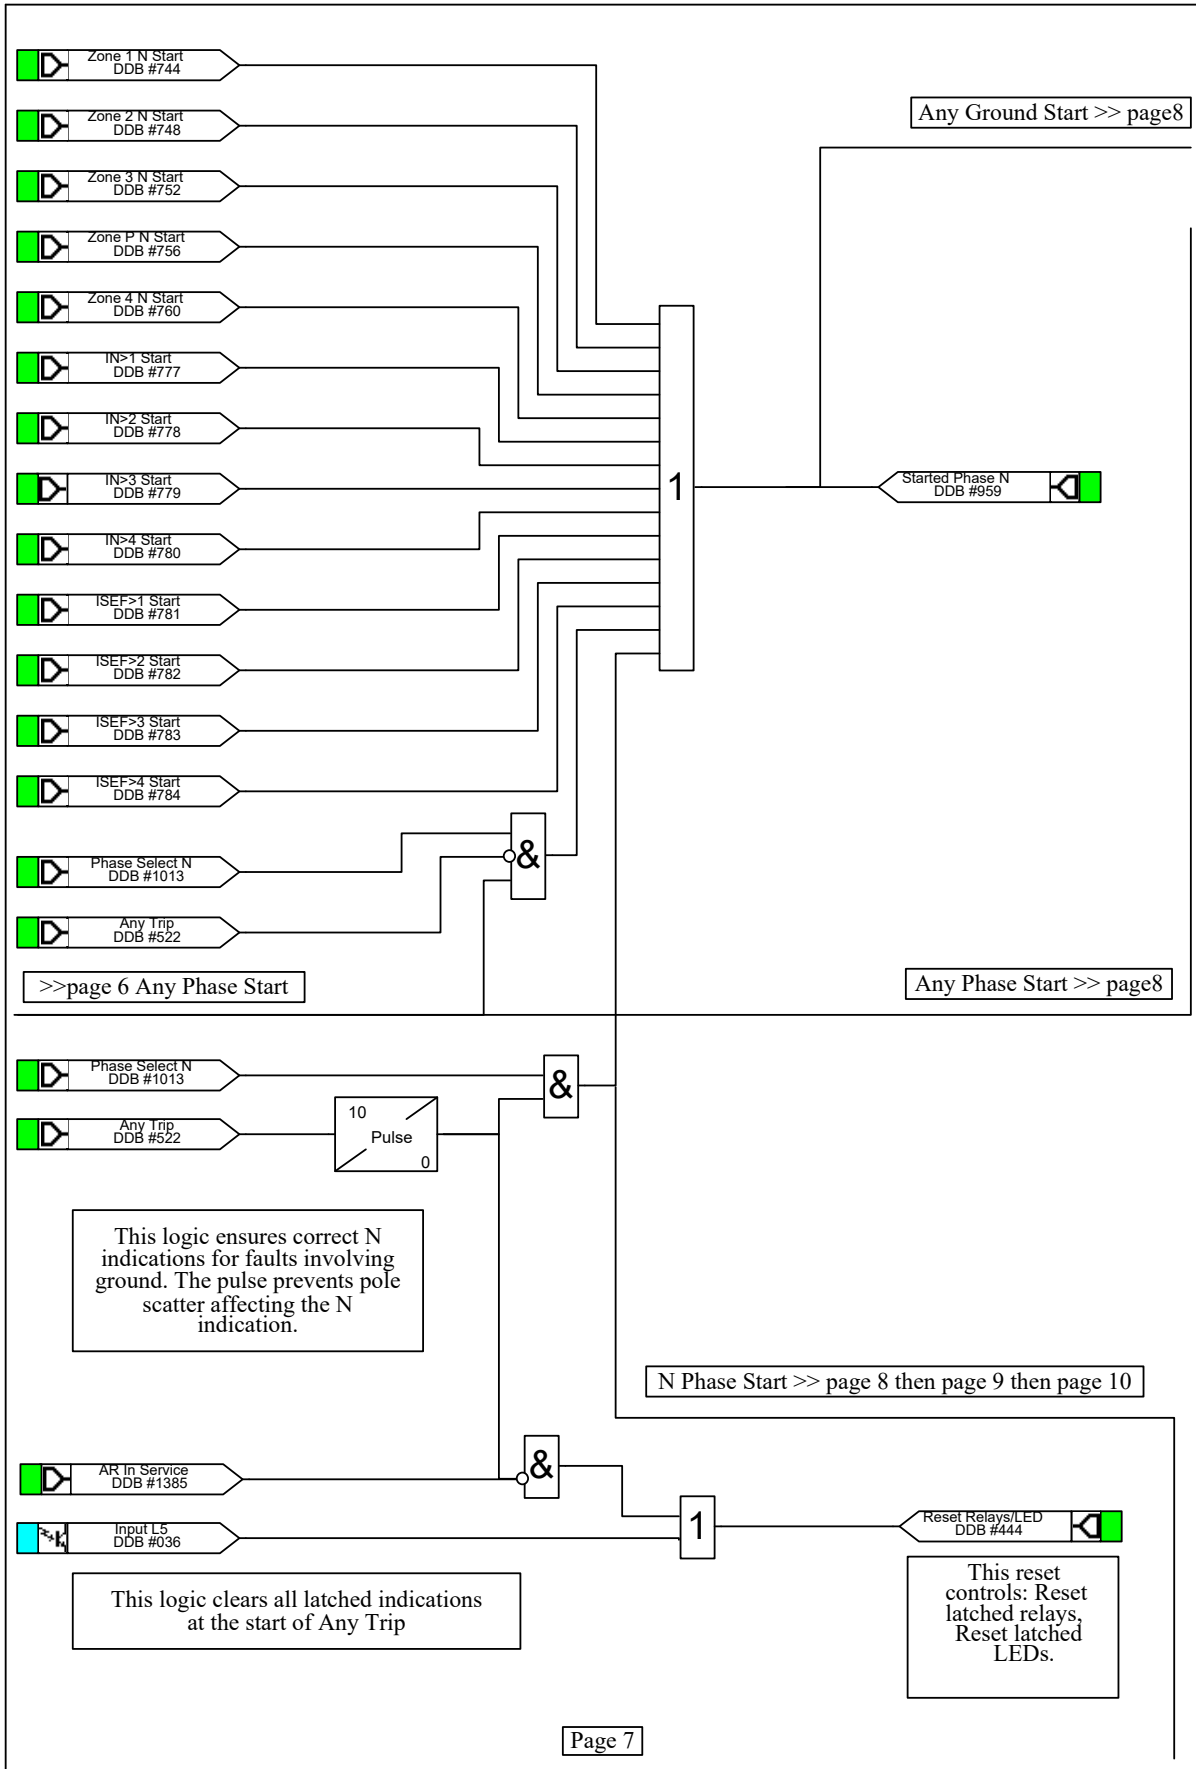 Zone 1 N Start
DDB #744
Any Ground Start >> page8
Zone 2 N Start
DDB #748
Zone 3 N Start
DDB #752
Zone P N Start
DDB #756
Zone 4 N Start
DDB #760
IN>1 Start
DDB #777
IN>2 Start
DDB #778
IN>3 Start
DDB #779
1
Started Phase N
DDB #959
IN>4 Start
DDB #780
ISEF>1 Start
DDB #781
ISEF>2 Start
DDB #782
ISEF>3 Start
DDB #783
ISEF>4 Start
DDB #784
&
Phase Select N
DDB #1013
Any Trip
DDB #522
>>page 6 Any Phase Start
Any Phase Start >> page8
Phase Select N
DDB #1013
&
Any Trip
DDB #522
10
Pulse
0
This logic ensures correct N
indications for faults involving
ground. The pulse prevents pole
scatter affecting the N
indication.
N Phase Start >> page 8 then page 9 then page 10
&
AR In Service
DDB #1385
Input L5
DDB #036
1
Reset Relays/LED
DDB #444
This logic clears all latched indications
at the start of Any Trip
This reset
controls: Reset
latched relays,
Reset latched
LEDs.
Page 7